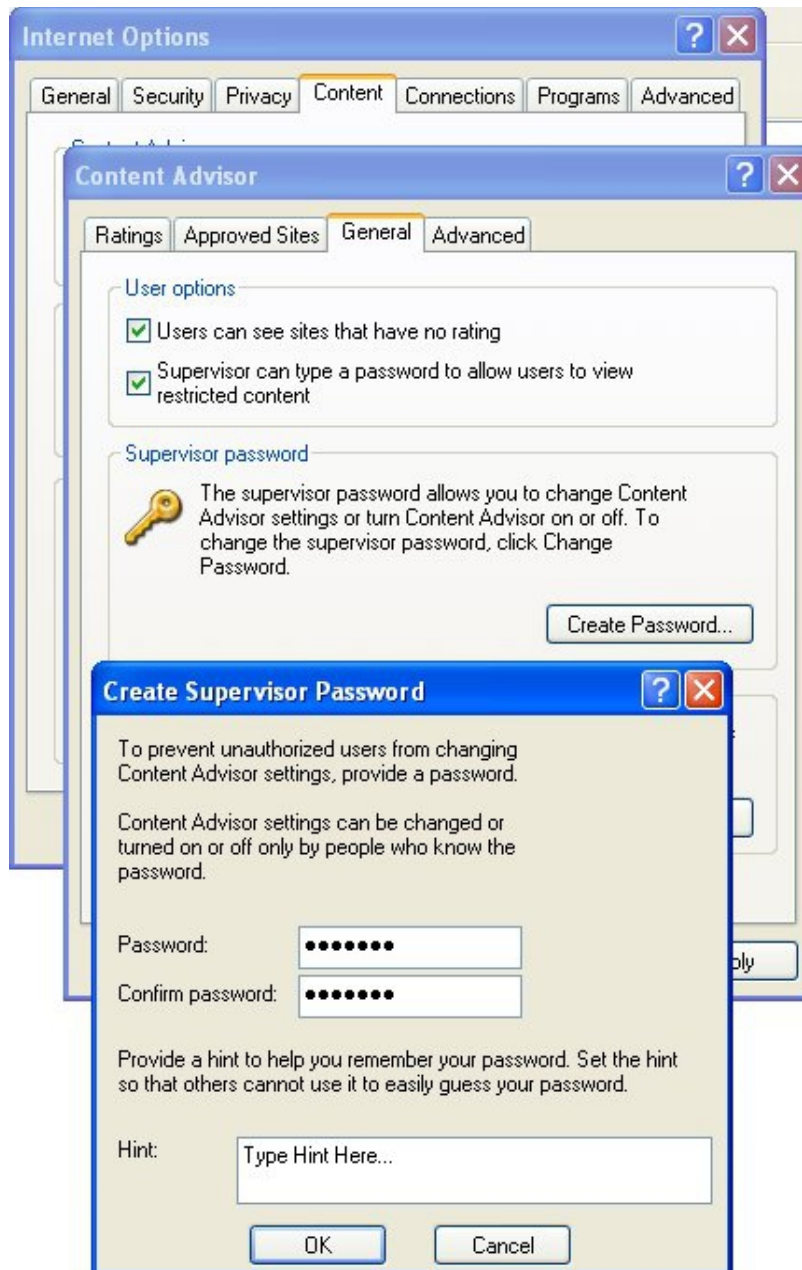 Internet Options
General Security Privacy Content Connections Programs Advanced
Content Advisor
Ratings Approved Sites General Advanced
User options
Users can see sites that have no rating
Supervisor can type a password to allow users to view
restricted content
Supervisor password
The supervisor password allows you to change Content
Advisor settings or turn Content Advisor on or off. To
change the supervisor password, click Change
Password.
Create Password...
Create Supervisor Password
To prevent unauthorized users from changing
Content Advisor settings, provide a password.
Content Advisor settings can be changed or
turned on or off only by people who know the
password.
Password: •••••••
Confirm password: •••••••
Provide a hint to help you remember your password. Set the hint
so that others cannot use it to easily guess your password.
Hint: Type Hint Here...
OK Cancel